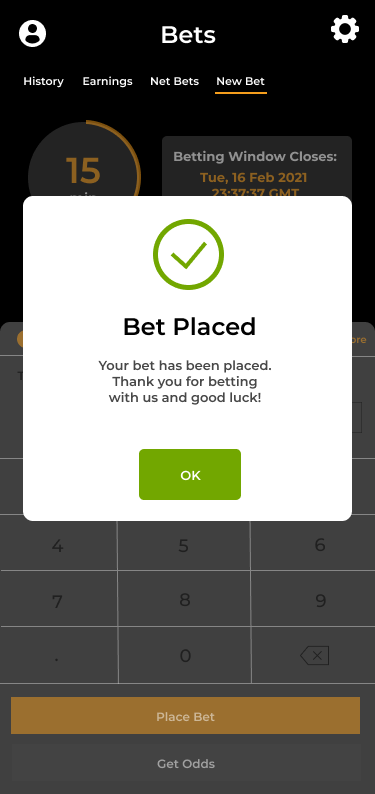 Bets
History Earnings Net Bets New Bet
15
min
Betting Window Closes:
Tue, 16 Feb 2021
23:37:37 GMT
Bet Placed
Your bet has been placed.
Thank you for betting
with us and good luck!
OK
4 5 6
7 8 9
. 0
Place Bet
Get Odds